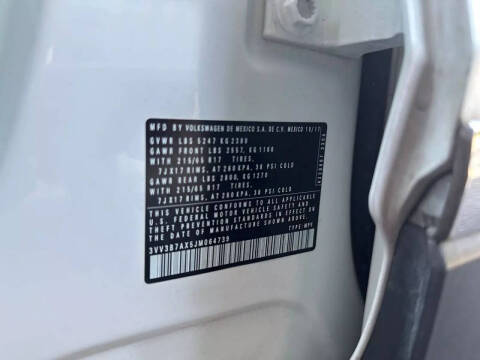 MFD BY VOLKSWAGEN DE MEXICO S.A. DE C.V. MEXICO 10/17
GVWR LBS 5247 KG 2380
GAWR FRONT LBS 2557, KG 1160
WITH 215/65 R17 TIRES,
7JX17 RIMS, AT 260 KPA, 38 PSI COLD
GAWR REAR LBS KG 1270
WITH 215/65 R17 TIRES,
7JX17 RIMS, AT 260 KPA, 38 PSI COLD
THIS VEHICLE CONFORMS TO ALL APPLICABLE
U.S. FEDERAL MOTOR VEHICLE SAFETY AND
THEFT PREVENTION STANDARDS IN EFFECT ON THE
DATE OF MANUFACTURE SHOWN ABOVE.
3VV3B7AX5JM064739 TYPE: MPV